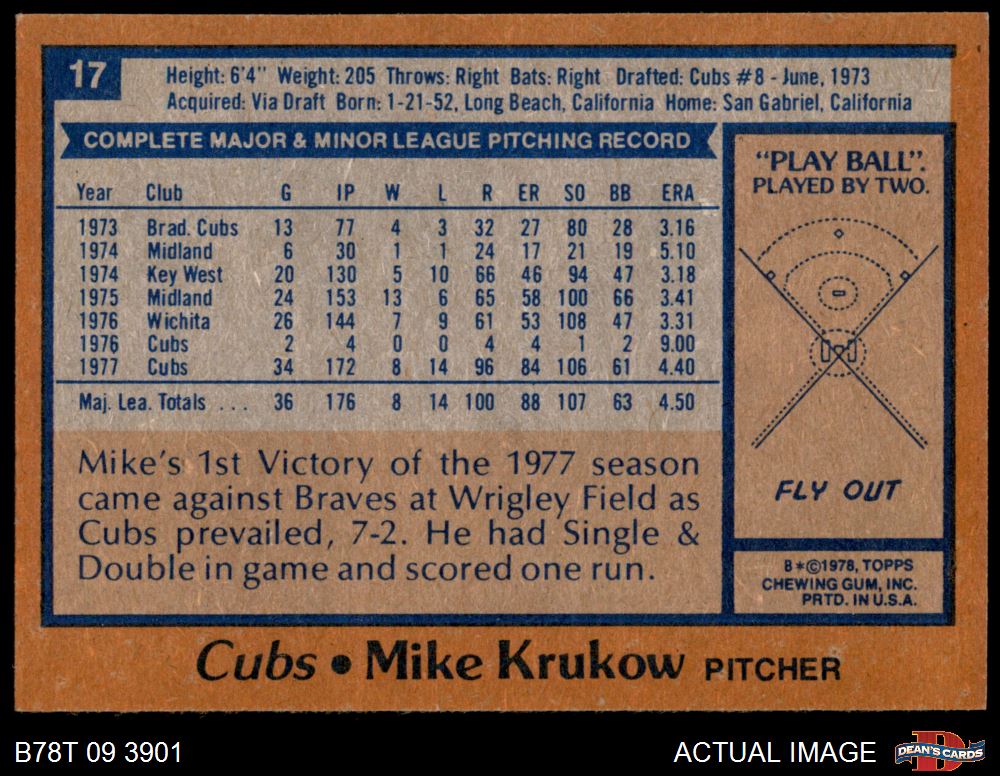 17
Height: 6'4" Weight: 205 Throws: Right Bats: Right Drafted: Cubs #8 - June, 1973
Acquired: Via Draft Born: 1-21-52, Long Beach, California Home: San Gabriel, California
COMPLETE MAJOR & MINOR LEAGUE PITCHING RECORD
Year Club G IP W L R ER SO BB ERA
1973 Brad. Cubs 13 77 4 3 32 27 80 28 3.16
1974 Midland 6 30 1 1 24 17 21 19 5.10
1974 Key West 20 130 5 10 66 46 94 47 3.18
1975 Midland 24 153 13 6 65 58 100 66 3.41
1976 Wichita 26 144 7 9 61 53 108 47 3.31
1976 Cubs 2 4 0 0 4 4 1 2 9.00
1977 Cubs 34 172 8 14 96 84 106 61 4.40
Maj. Lea. Totals ... 36 176 8 14 100 88 107 63 4.50
Mike's 1st Victory of the 1977 season
came against Braves at Wrigley Field as
Cubs prevailed, 7-2. He had Single &
Double in game and scored one run.
"PLAY BALL".
PLAYED BY TWO.
FLY OUT
B*©1978, TOPPS
CHEWING GUM, INC.
PRTD. IN U.S.A.
Cubs • Mike Krukow PITCHER
B78T 09 3901
ACTUAL IMAGE
DEAN'S CARDS